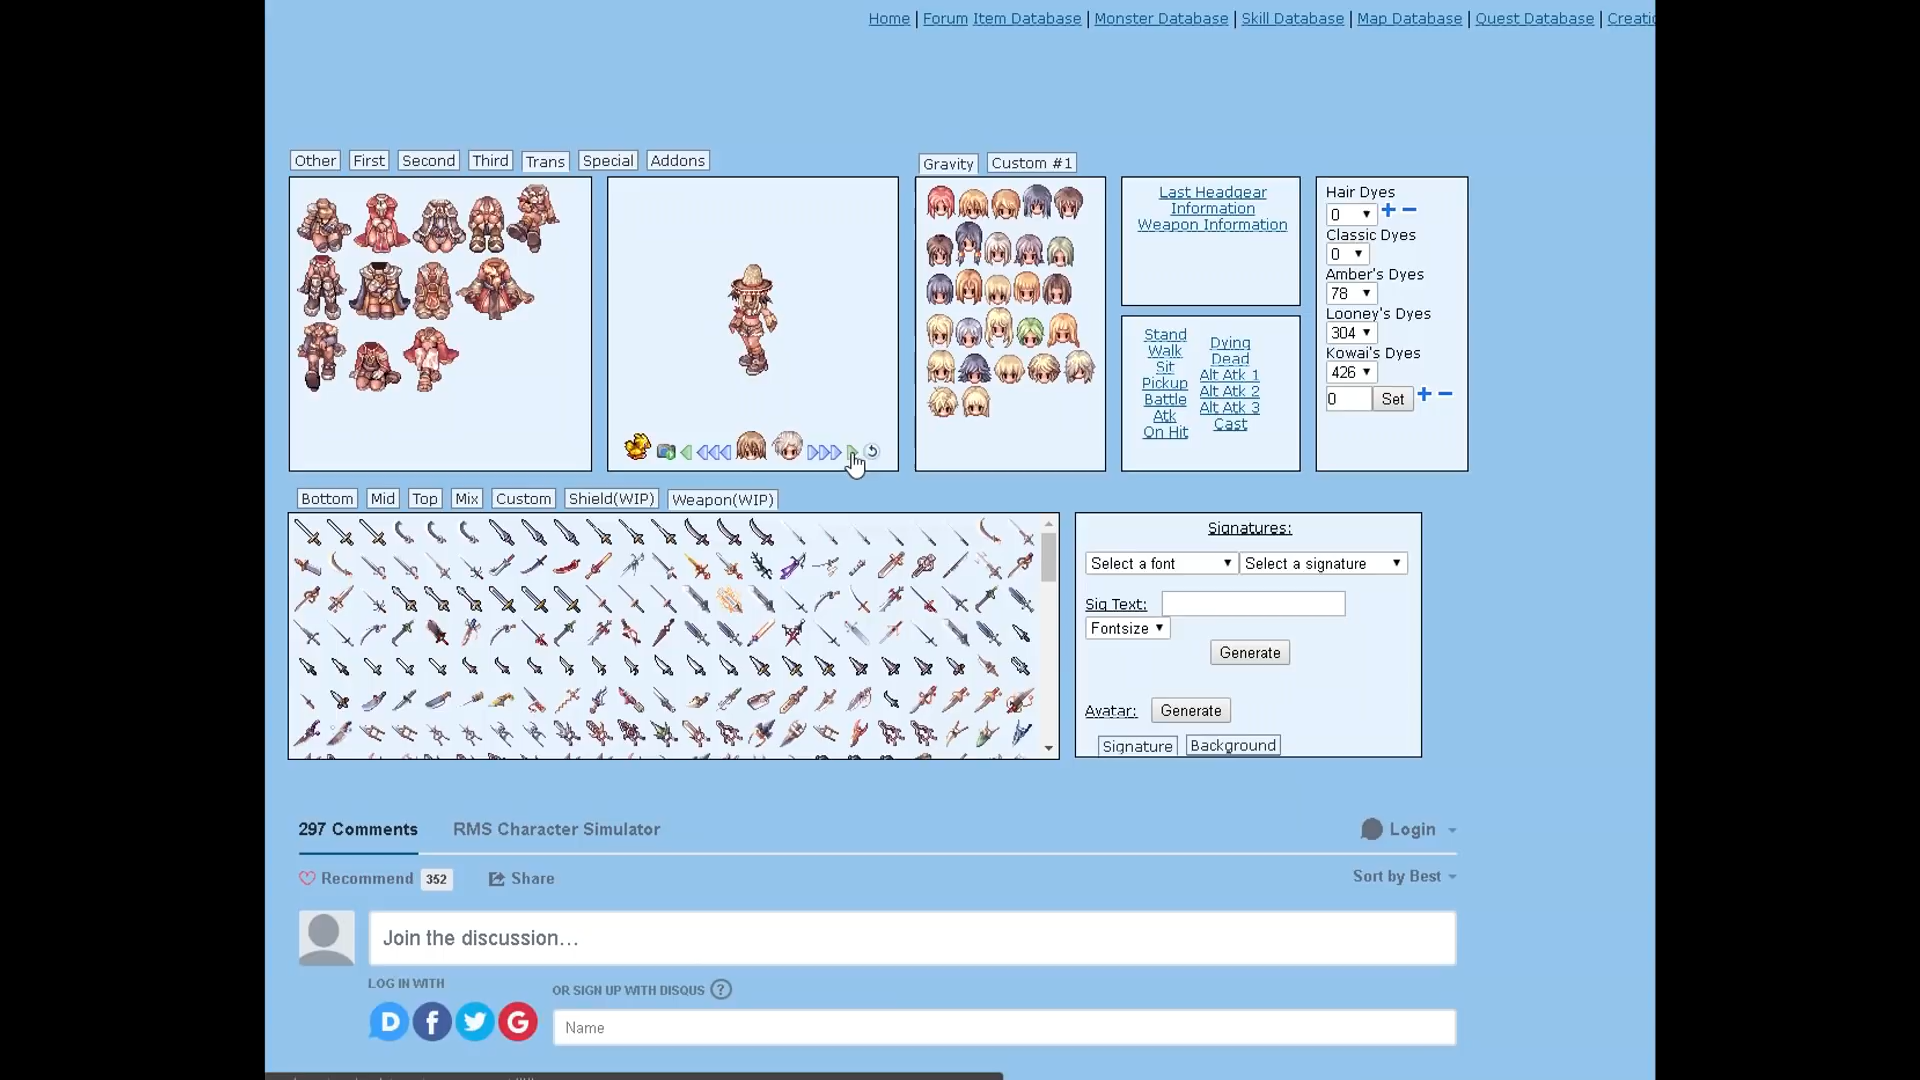 Home | Forum Item Database | Monster Database | Skill Database | Map Database | Quest Database |
Other First Second Third Trans Special Addons
Gravity Custom #1
Last Headgear
Information
Weapon Information
Stand
Walk
Sit
Pickup
Battle
Atk
On Hit
Dying
Dead
Alt Atk 1
Alt Atk 2
Alt Atk 3
Cast
Hair Dyes
0
Classic Dyes
0
Amber's Dyes
78
Looney's Dyes
304
Kowai's Dyes
426
0 Set
Bottom Mid Top Mix Custom Shield(WIP) Weapon(WIP)
Signatures:
Select a font Select a signature
Sig Text:
Fontsize
Generate
Avatar: Generate
Signature Background
297 Comments RMS Character Simulator Login
Recommend 352 Share Sort by Best
Join the discussion…
LOG IN WITH
OR SIGN UP WITH DISQUS ?
D f G
Name